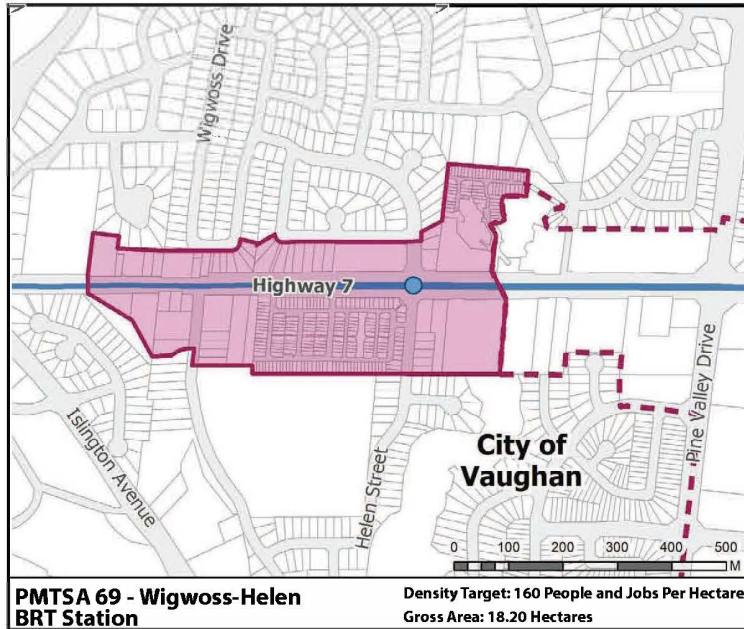 Wigwoss Drive
Highway 7
Pine Valley Drive
Islington Avenue
City of
Vaughan
Helen Street
0 100 200 300 400 500
M
PMTSA 69 - Wigwoss-Helen
BRT Station
Density Target: 160 People and Jobs Per Hectare
Gross Area: 18.20 Hectares